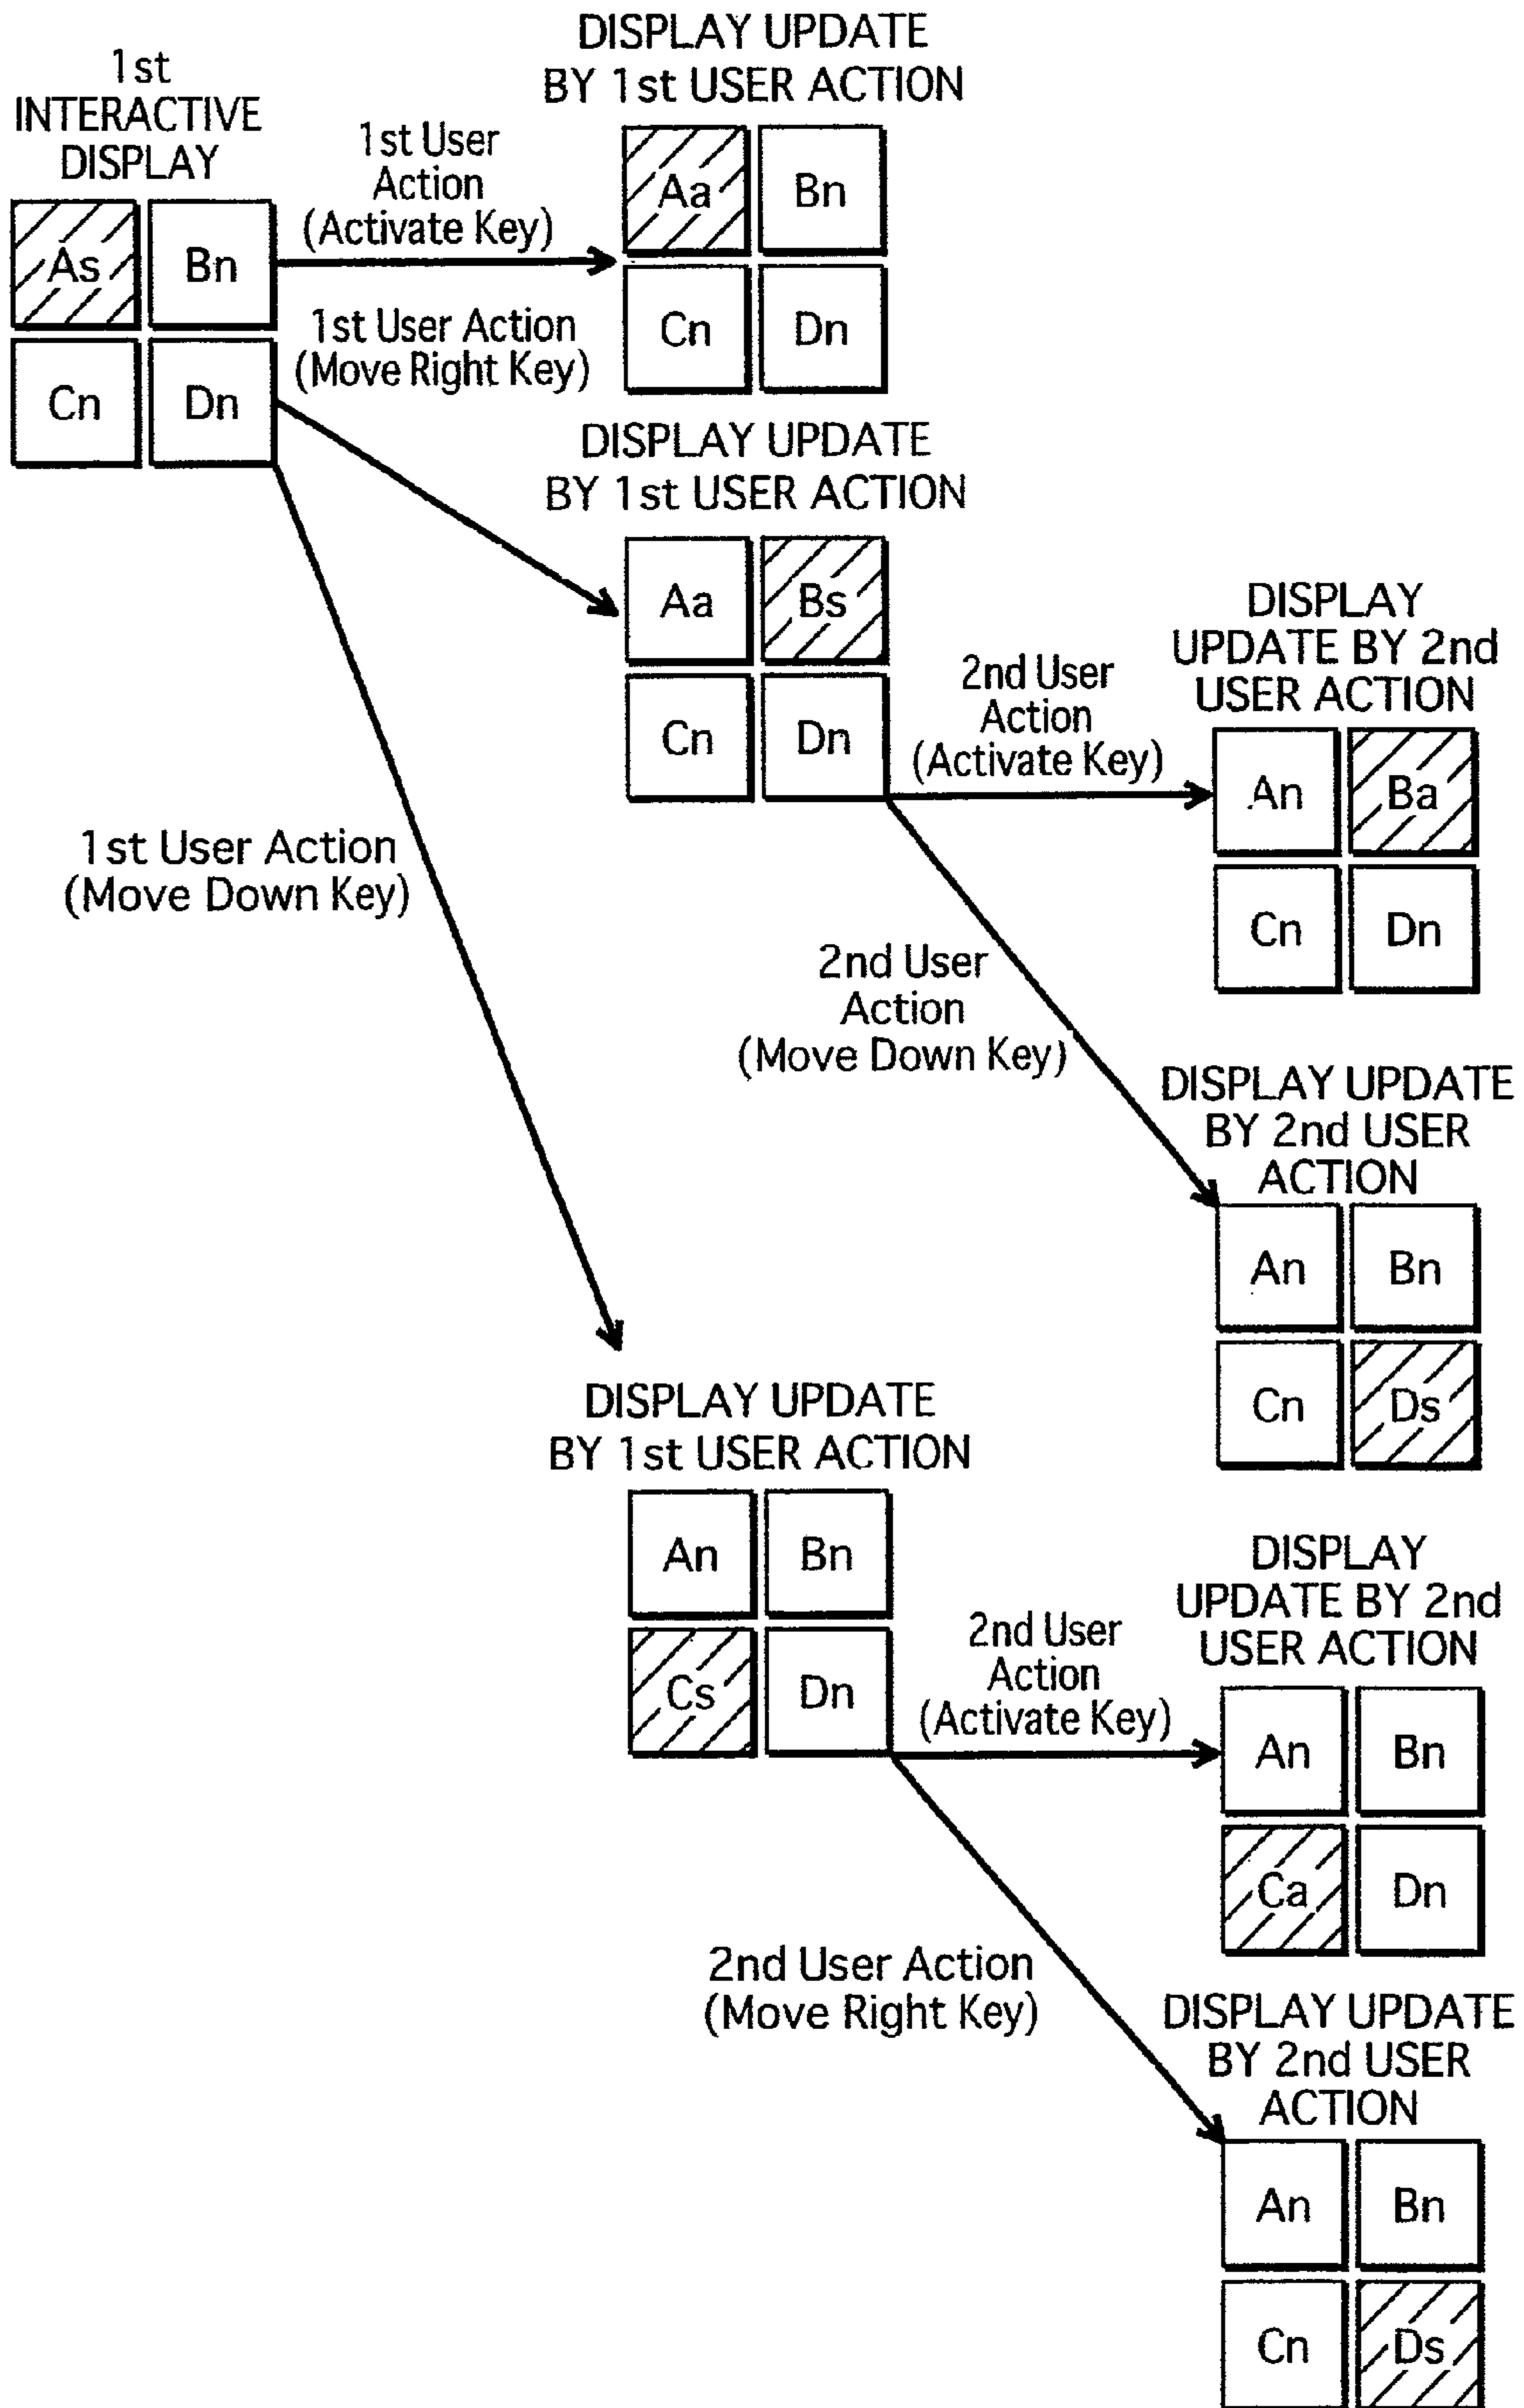 1st
INTERACTIVE
DISPLAY
As Bn
Cn Dn
1st User
Action
(Activate Key)
DISPLAY UPDATE
BY 1st USER ACTION
Aa Bn
Cn Dn
1st User Action
(Move Right Key)
DISPLAY UPDATE
BY 1st USER ACTION
Aa Bs
Cn Dn
2nd User
Action
(Activate Key)
DISPLAY
UPDATE BY 2nd
USER ACTION
An Ba
Cn Dn
2nd User
Action
(Move Down Key)
DISPLAY UPDATE
BY 2nd USER
ACTION
An Bn
Cn Ds
1st User Action
(Move Down Key)
DISPLAY UPDATE
BY 1st USER ACTION
An Bn
Cs Dn
2nd User
Action
(Activate Key)
DISPLAY
UPDATE BY 2nd
USER ACTION
An Bn
Ca Dn
2nd User Action
(Move Right Key)
DISPLAY UPDATE
BY 2nd USER
ACTION
An Bn
Cn Ds